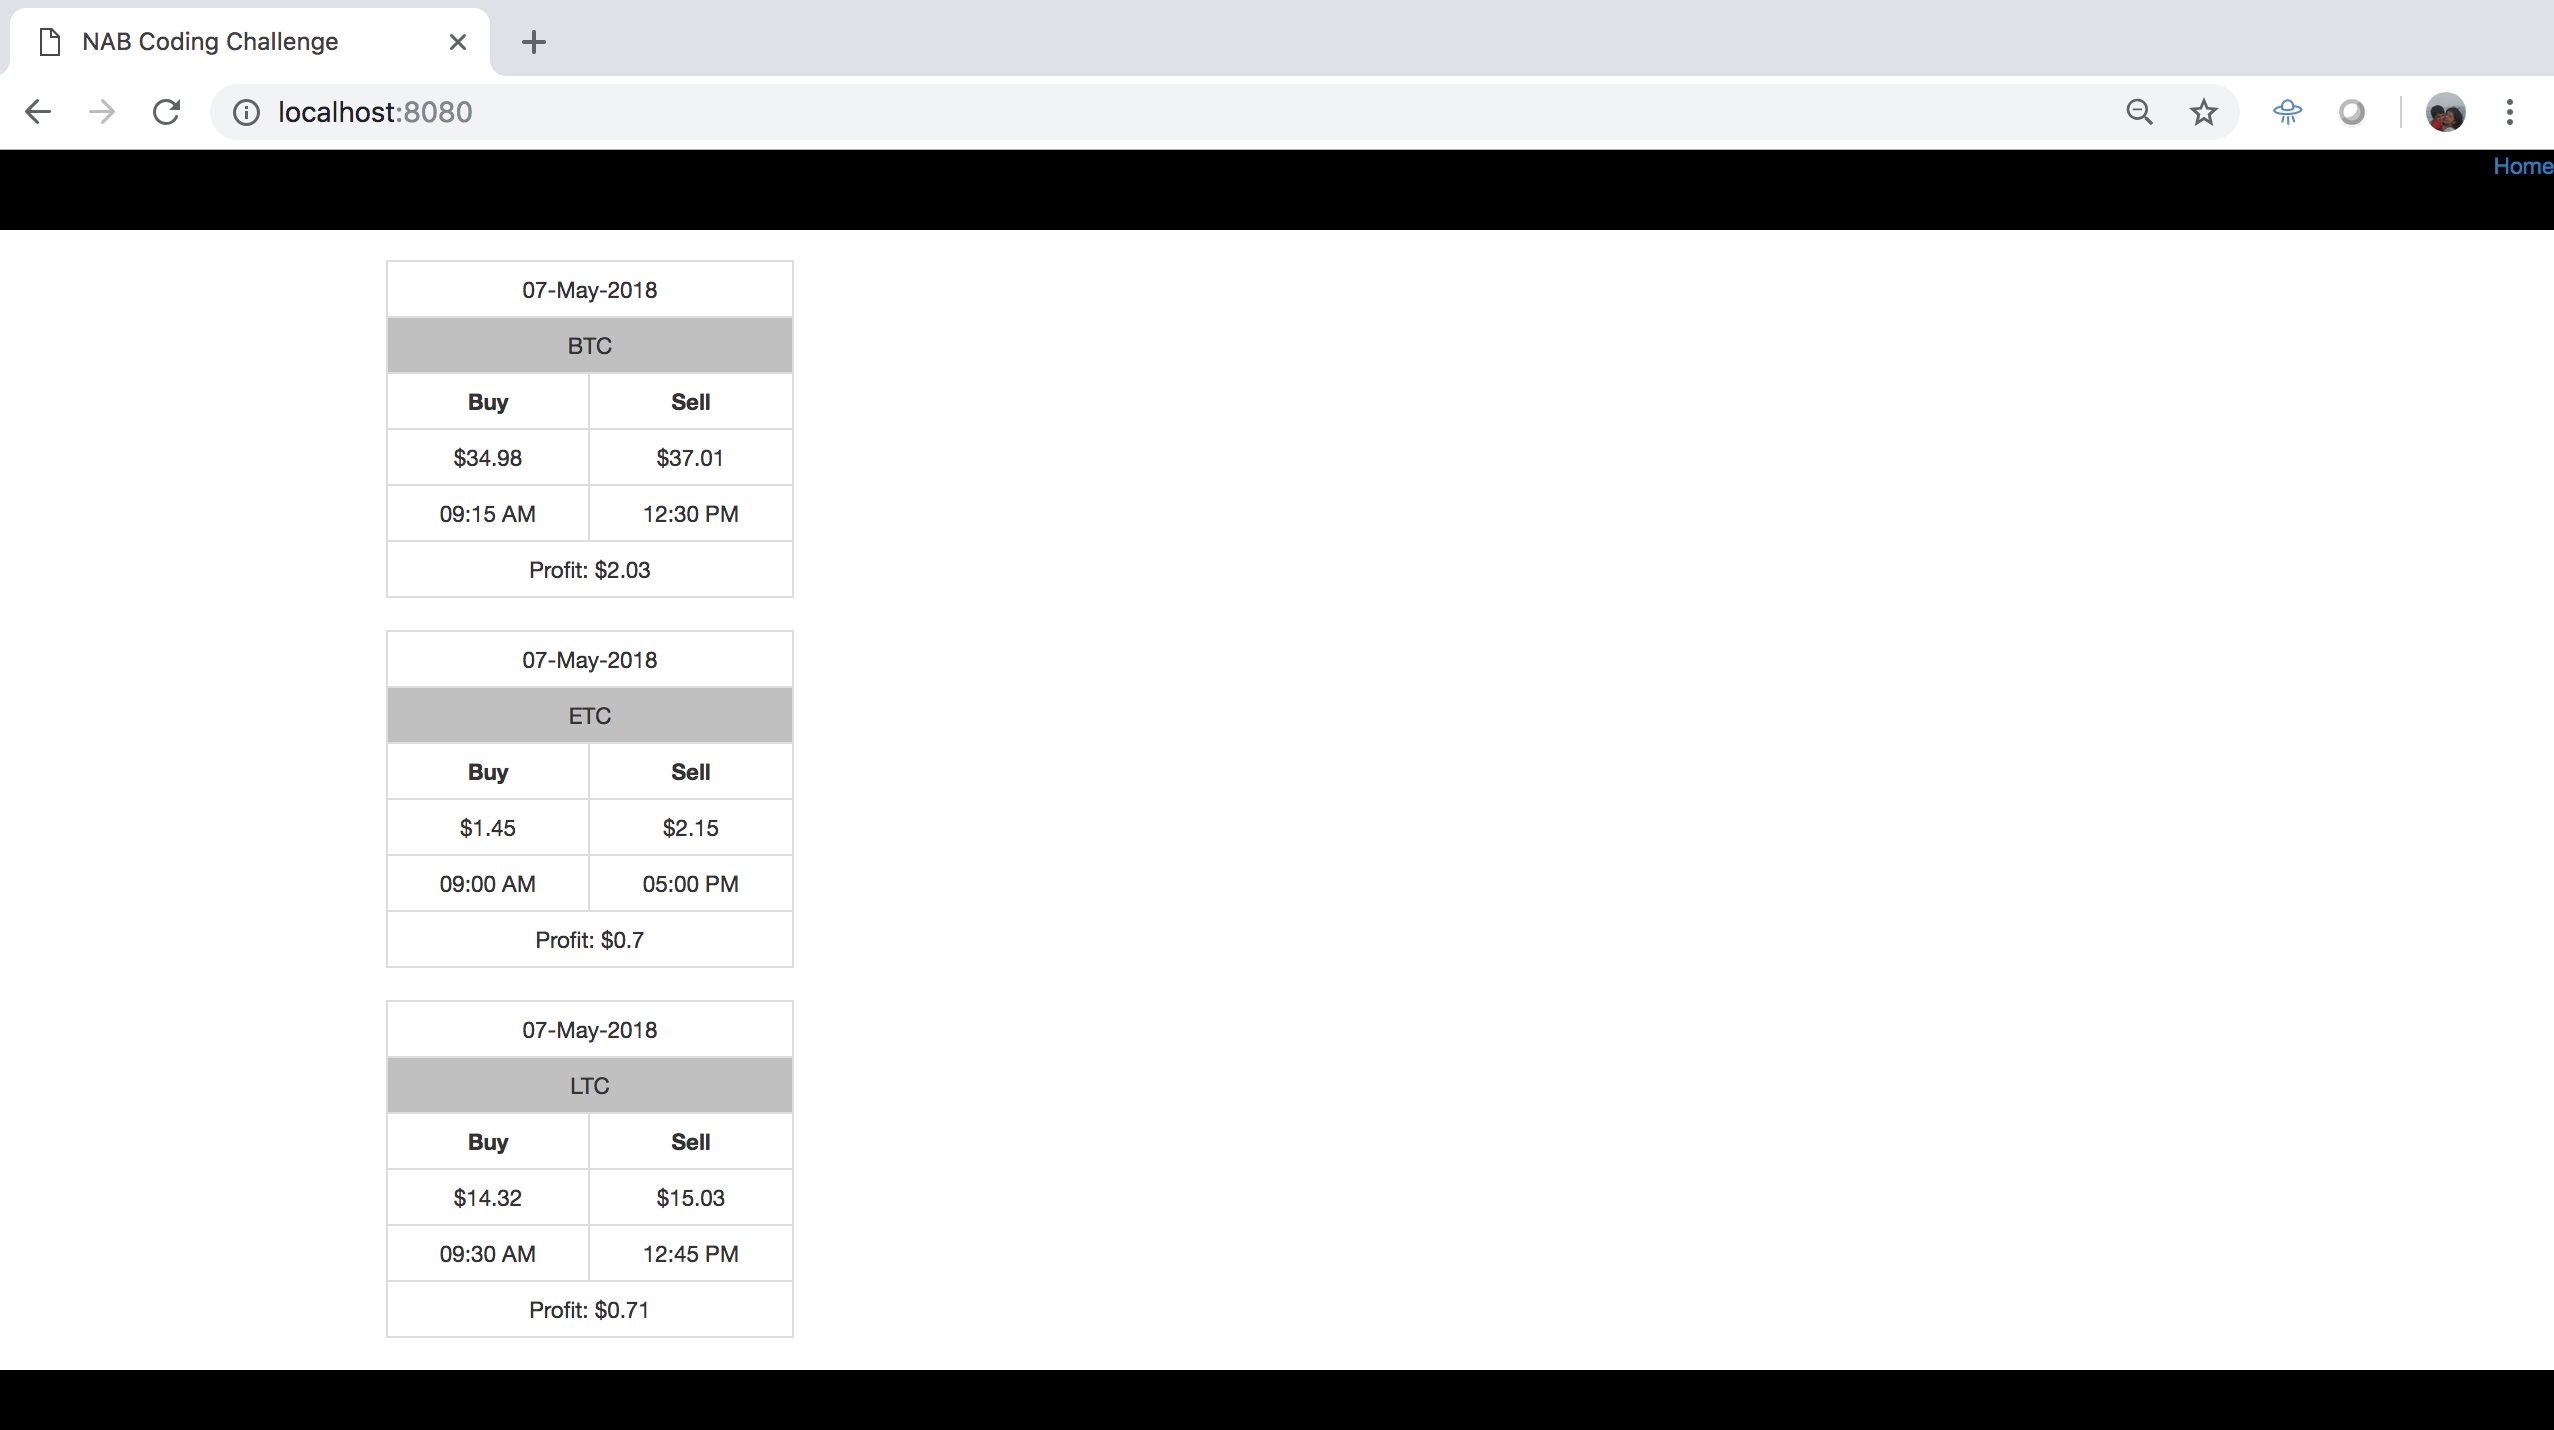 NAB Coding Challenge
localhost:8080
Home
07-May-2018
BTC
Buy Sell
$34.98 $37.01
09:15 AM 12:30 PM
Profit: $2.03
07-May-2018
ETC
Buy Sell
$1.45 $2.15
09:00 AM 05:00 PM
Profit: $0.7
07-May-2018
LTC
Buy Sell
$14.32 $15.03
09:30 AM 12:45 PM
Profit: $0.71